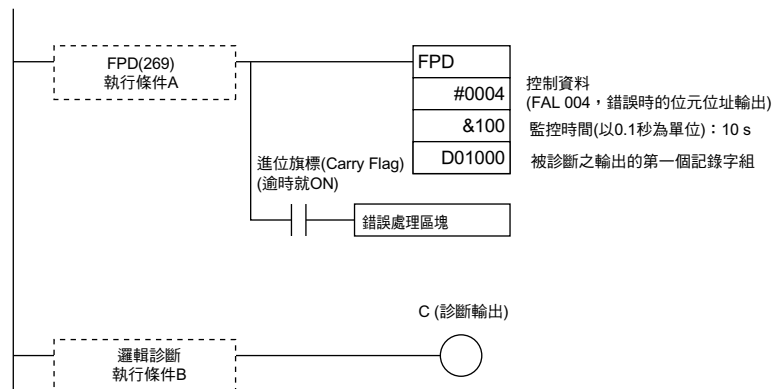 FPD(269)
執行條件A
FPD
#0004
控制資料
(FAL 004，錯誤時的位元位址輸出)
&100
監控時間(以0.1秒為單位)：10 s
D01000
被診斷之輸出的第一個記錄字組
進位旗標(Carry Flag)
(逾時就ON)
錯誤處理區塊
C (診斷輸出)
邏輯診斷
執行條件B